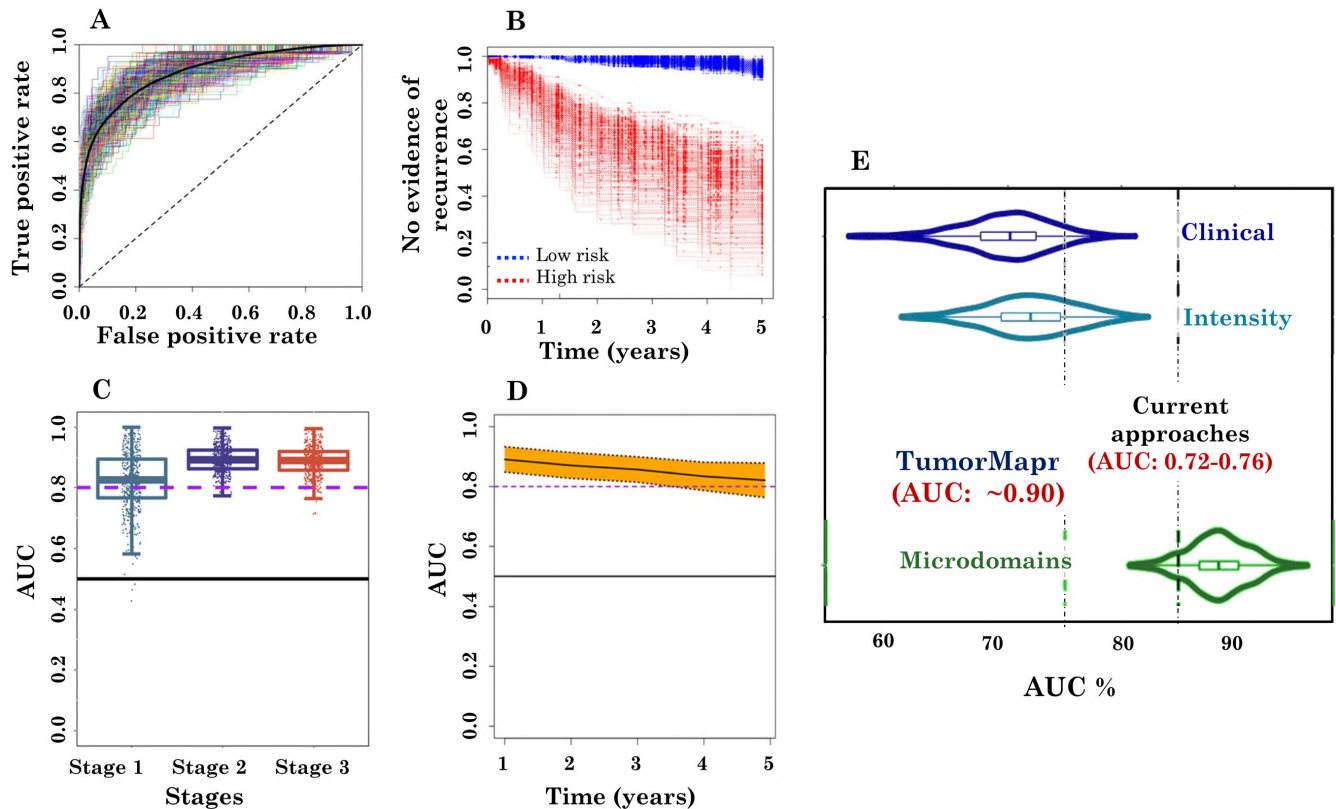 A
True positive rate
1.0
0.8
0.6
0.4
0.2
0.0
0.0 0.2 0.4 0.6 0.8 1.0
False positive rate
B
No evidence of
recurrence
1.0
0.8
0.6
0.4
0.2
0.0
Low risk
High risk
0 1 2 3 4 5
Time (years)
C
AUC
1.0
0.8
0.6
0.4
0.2
0.0
Stage 1 Stage 2 Stage 3
Stages
D
AUC
1.0
0.8
0.6
0.4
0.2
0.0
1 2 3 4 5
Time (years)
E
Clinical
Intensity
Current
approaches
(AUC: 0.72-0.76)
TumorMapr
(AUC: ~0.90)
Microdomains
60 70 80 90
AUC %